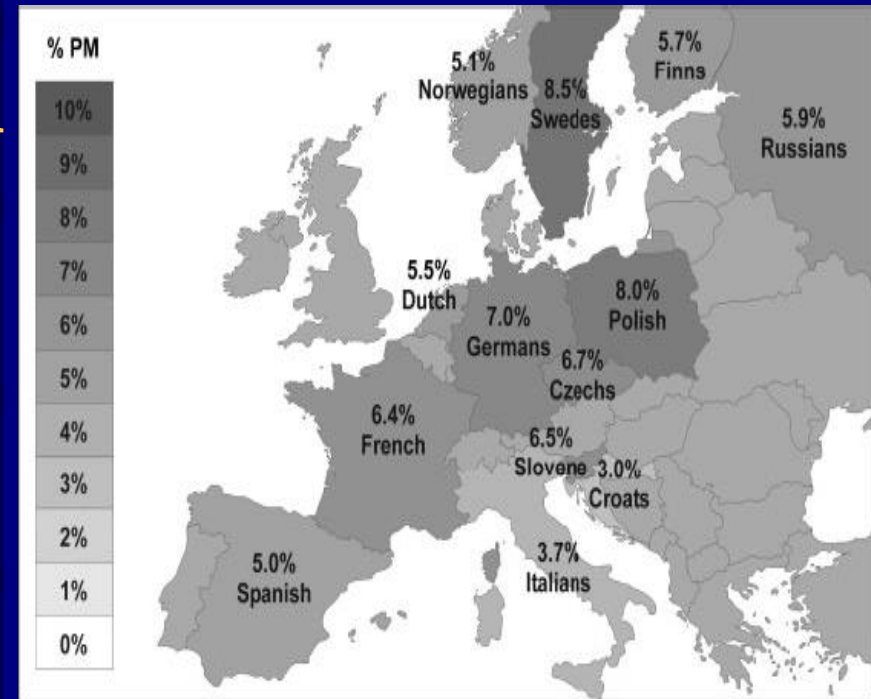 % PM
10%
9%
8%
7%
6%
5%
4%
3%
2%
1%
0%
5.1%
Norwegians
8.5%
Swedes
5.7%
Finns
5.9%
Russians
5.5%
Dutch
7.0%
Germans
8.0%
Polish
6.7%
Czechs
6.4%
French
6.5%
Slovene
3.0%
Croats
5.0%
Spanish
3.7%
Italians